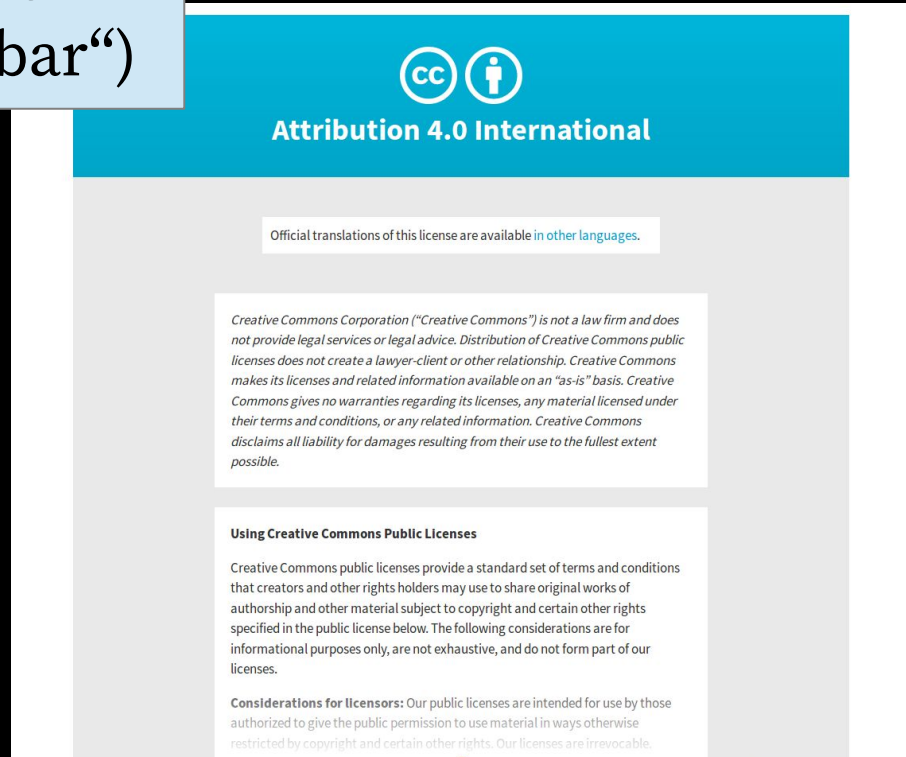 bar“)
cc
Attribution 4.0 International
Official translations of this license are available in other languages.
Creative Commons Corporation (“Creative Commons”) is not a law firm and does
not provide legal services or legal advice. Distribution of Creative Commons public
licenses does not create a lawyer-client or other relationship. Creative Commons
makes its licenses and related information available on an “as-is” basis. Creative
Commons gives no warranties regarding its licenses, any material licensed under
their terms and conditions, or any related information. Creative Commons
disclaims all liability for damages resulting from their use to the fullest extent
possible.
Using Creative Commons Public Licenses
Creative Commons public licenses provide a standard set of terms and conditions
that creators and other rights holders may use to share original works of
authorship and other material subject to copyright and certain other rights
specified in the public license below. The following considerations are for
informational purposes only, are not exhaustive, and do not form part of our
licenses.
Considerations for licensors: Our public licenses are intended for use by those
authorized to give the public permission to use material in ways otherwise
restricted by copyright and certain other rights. Our licenses are irrevocable.